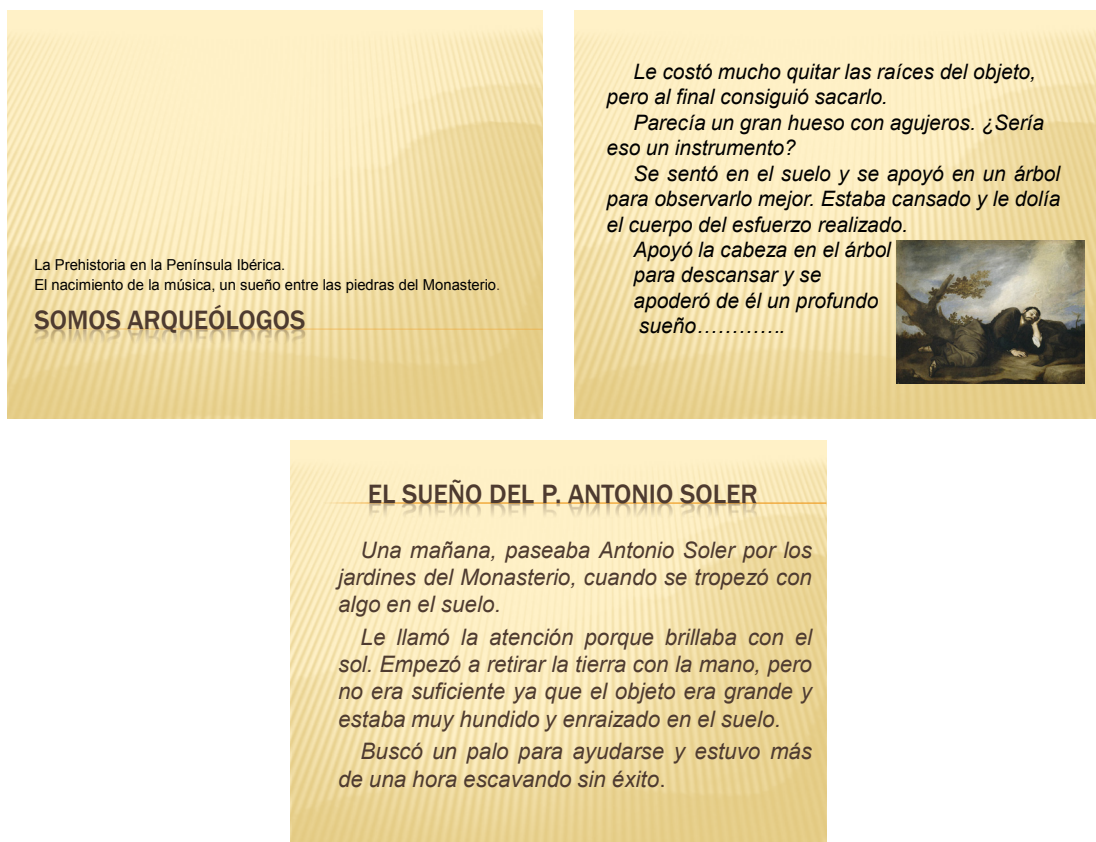 La Prehistoria en la Península Ibérica.
El nacimiento de la música, un sueño entre las piedras del Monasterio.
SOMOS ARQUEÓLOGOS
Le costó mucho quitar las raíces del objeto,
pero al final consiguió sacarlo.
Parecía un gran hueso con agujeros. ¿Sería
eso un instrumento?
Se sentó en el suelo y se apoyó en un árbol
para observarlo mejor. Estaba cansado y le dolía
el cuerpo del esfuerzo realizado.
Apoyó la cabeza en el árbol
para descansar y se
apoderó de él un profundo
sueño………….
EL SUEÑO DEL P. ANTONIO SOLER
Una mañana, paseaba Antonio Soler por los
jardines del Monasterio, cuando se tropezó con
algo en el suelo.
Le llamó la atención porque brillaba con el
sol. Empezó a retirar la tierra con la mano, pero
no era suficiente ya que el objeto era grande y
estaba muy hundido y enraizado en el suelo.
Buscó un palo para ayudarse y estuvo más
de una hora escavando sin éxito.